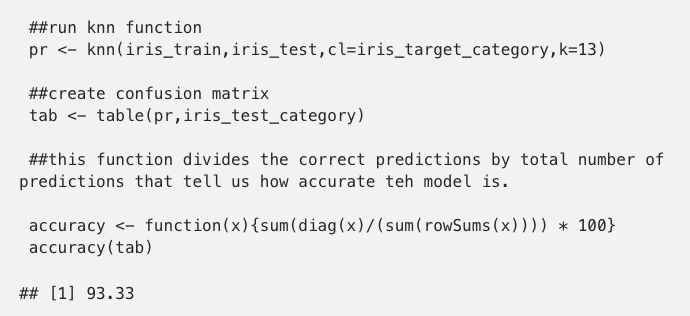 ##run knn function
pr <- knn(iris_train,iris_test,cl=iris_target_category,k=13)
##create confusion matrix
tab <- table(pr,iris_test_category)
##this function divides the correct predictions by total number of
predictions that tell us how accurate teh model is.
accuracy <- function(x){sum(diag(x)/(sum(rowSums(x)))) * 100}
accuracy(tab)
## [1] 93.33